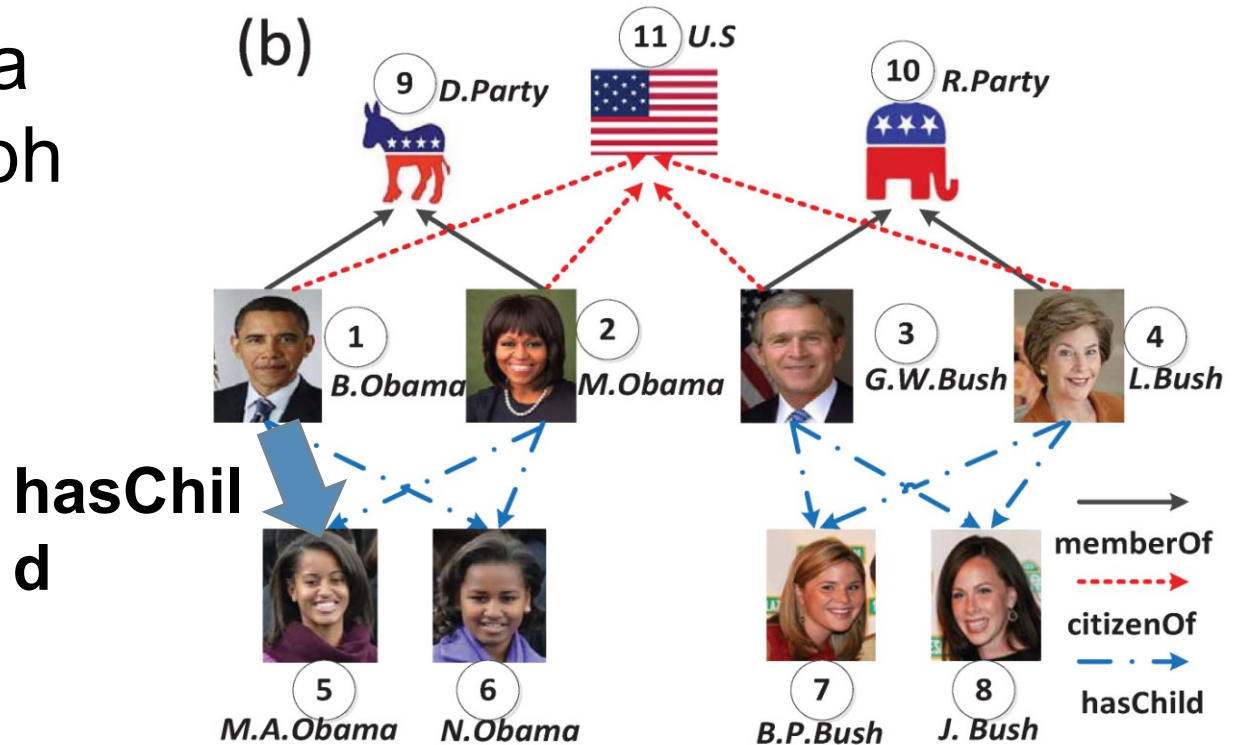 a
ph
(b)
11 U.S
9 D.Party
10 R.Party
1
B.Obama
2
M.Obama
3
G.W.Bush
4
L.Bush
hasChil
d
memberOf
citizenOf
hasChild
5
M.A.Obama
6
N.Obama
7
B.P.Bush
8
J. Bush